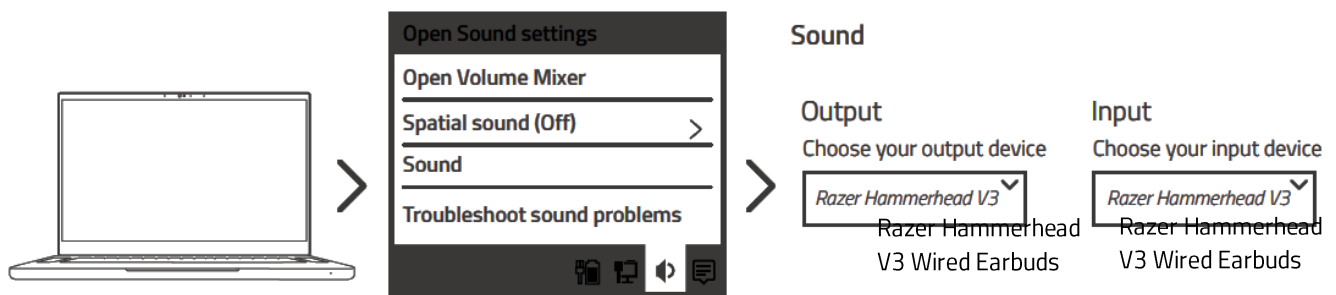 Open Sound settings
Open Volume Mixer
Spatial sound (Off)
Sound
Troubleshoot sound problems
Sound
Output
Choose your output device
Razer Hammerhead V3
Razer Hammerhead
V3 Wired Earbuds
Input
Choose your input device
Razer Hammerhead V3
Razer Hammerhead
V3 Wired Earbuds